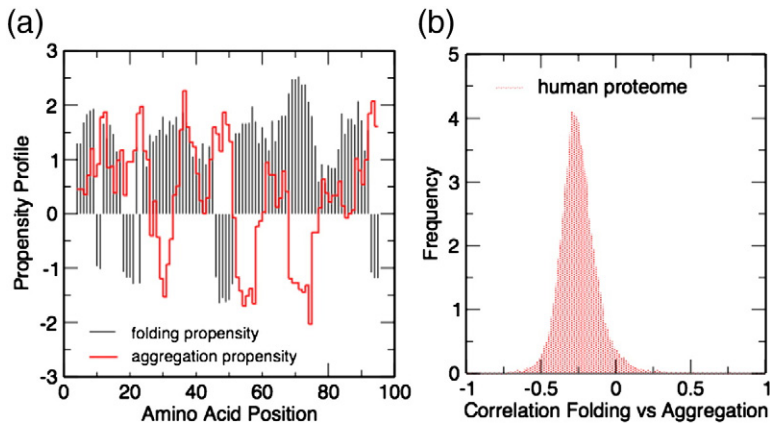 (a)
3
2
1
0
-1
-2
-3
Propensity Profile
folding propensity
aggregation propensity
0 20 40 60 80 100
Amino Acid Position
(b)
5
4
3
2
1
0
Frequency
human proteome
-1 -0.5 0 0.5 1
Correlation Folding vs Aggregation